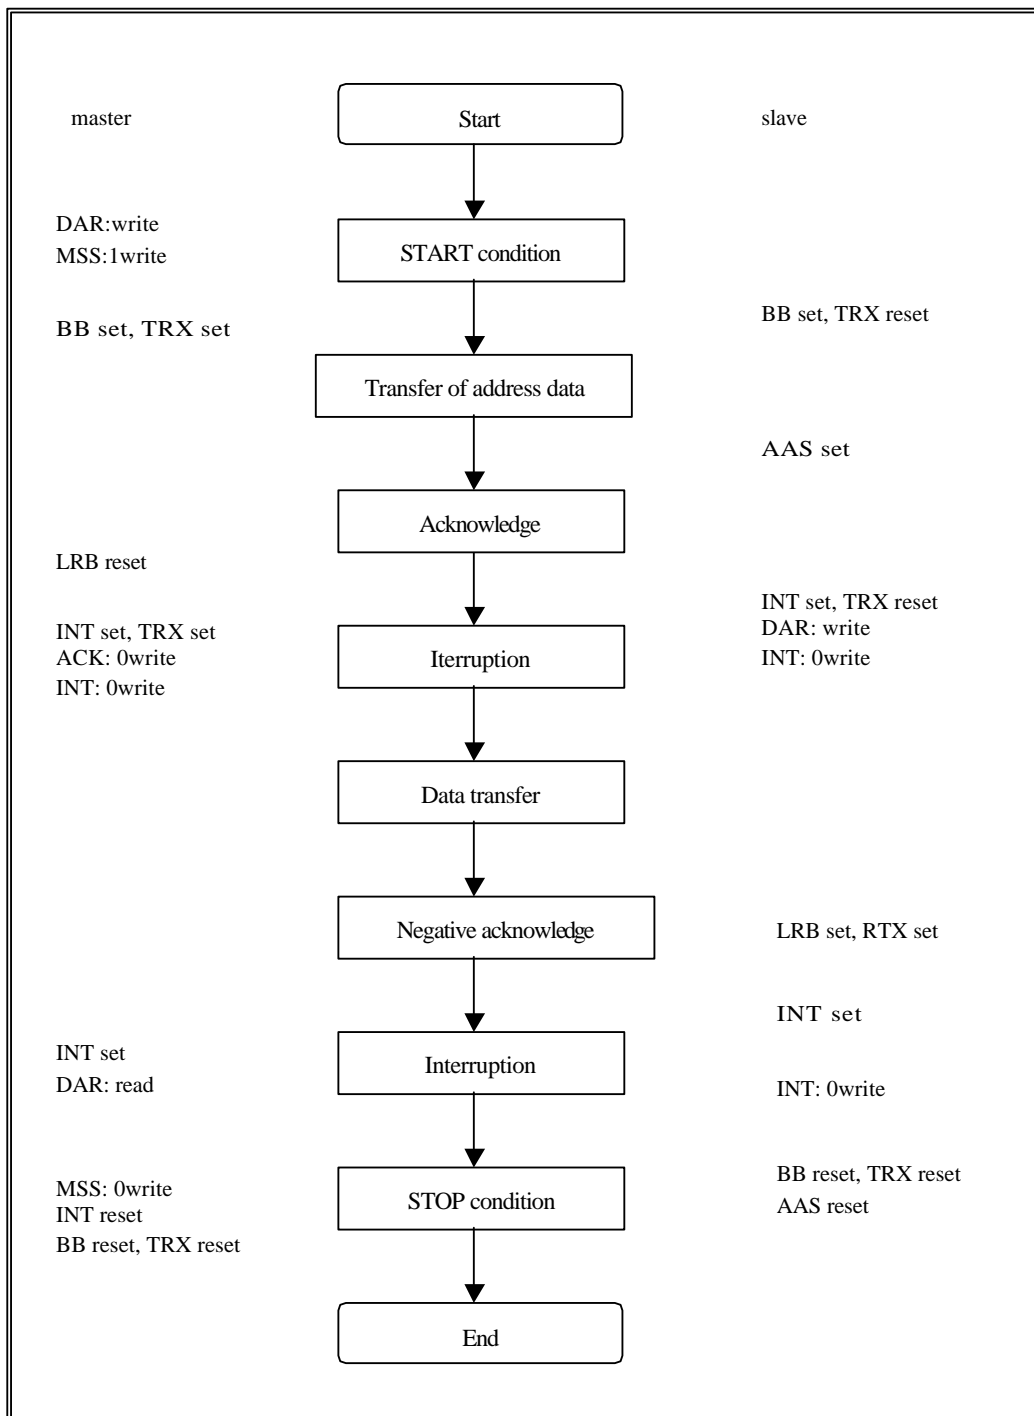 master
Start
slave
DAR:write
MSS:1write
START condition
BB set, TRX set
BB set, TRX reset
Transfer of address data
AAS set
Acknowledge
LRB reset
INT set, TRX set
ACK: 0write
INT: 0write
Iterruption
INT set, TRX reset
DAR: write
INT: 0write
Data transfer
Negative acknowledge
LRB set, RTX set
INT set
INT set
DAR: read
Interruption
INT: 0write
MSS: 0write
INT reset
BB reset, TRX reset
STOP condition
BB reset, TRX reset
AAS reset
End